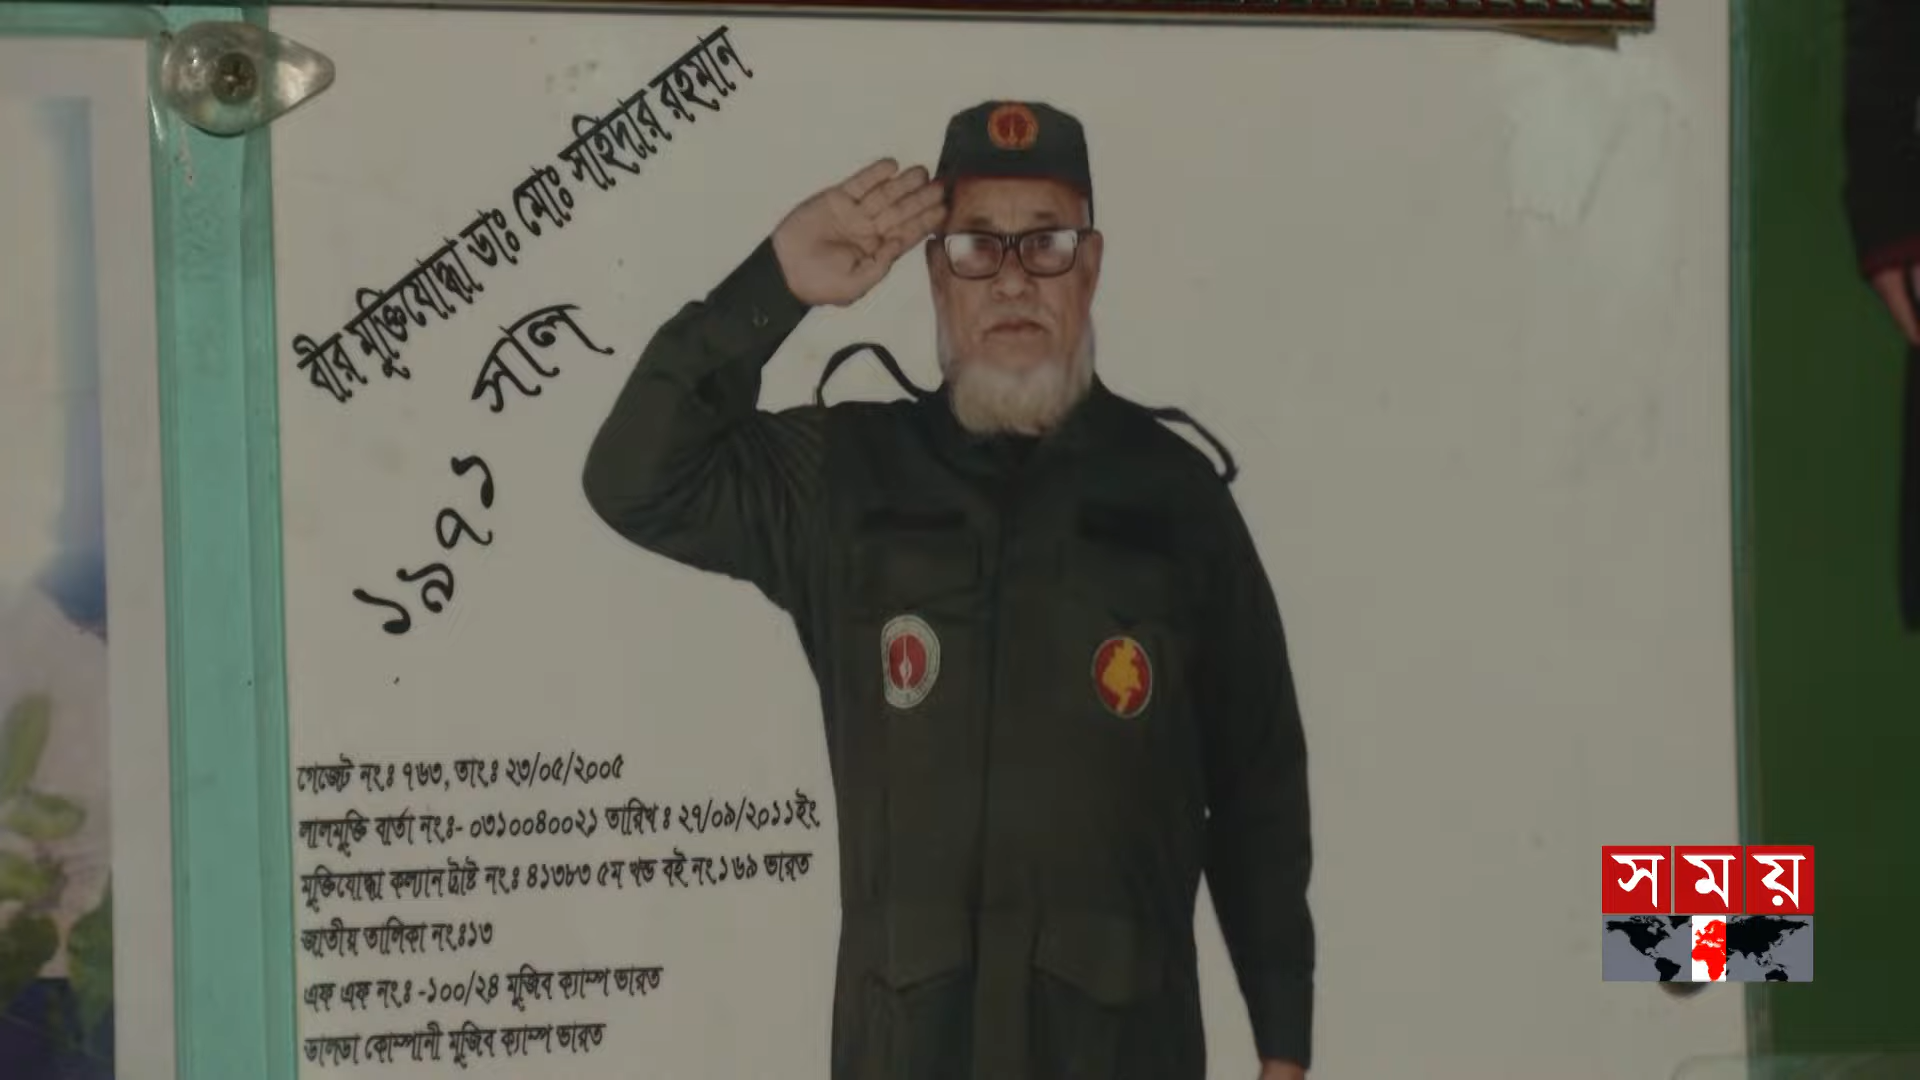 বীর মুক্তিযোদ্ধা ডাঃ মোঃ সহিদার রহমান
১৯৭১ সাল
গেজেট নং ঃ ৭৬৩, তাং ঃ ২৩/০৫/২০০৫
লালমুক্তি বার্তা নং ঃ- ০৩১০০৪০০২১ তারিখ ঃ ২৭/০৯/২০১১ইং
মুক্তিযোদ্ধা কল্যান ট্রাষ্ট নং ঃ ৪১৩৮৩ ৫ম খন্ড বই নং ১৬৯ ভারত
জাতীয় তালিকা নং ঃ ১৩
এফ এফ নং ঃ -১০০/২৪ মুজিব ক্যাম্প ভারত
ডালডা কোম্পানী মুজিব ক্যাম্প ভারত
সময়